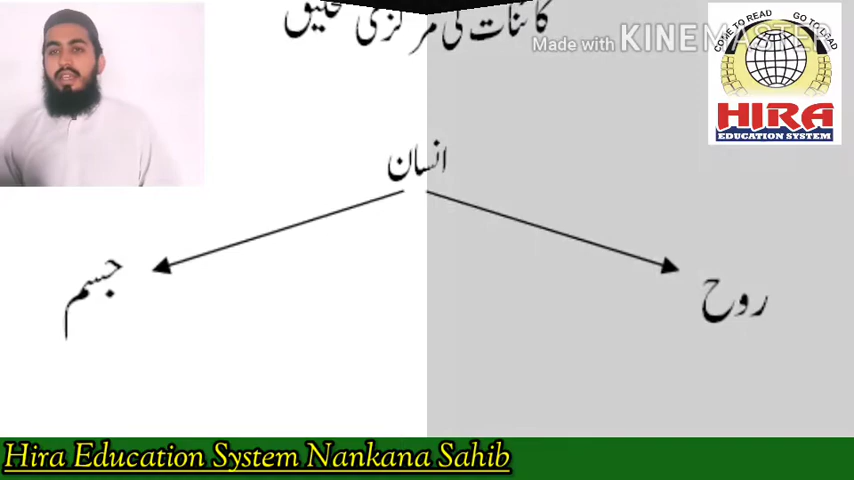 کائنات کی مرکزی تخلیق
Made with KINEMASTER
COME TO READ GO TO LEAD
HIRA
EDUCATION SYSTEM
انسان
جسم
روح
Hira Education System Nankana Sahib